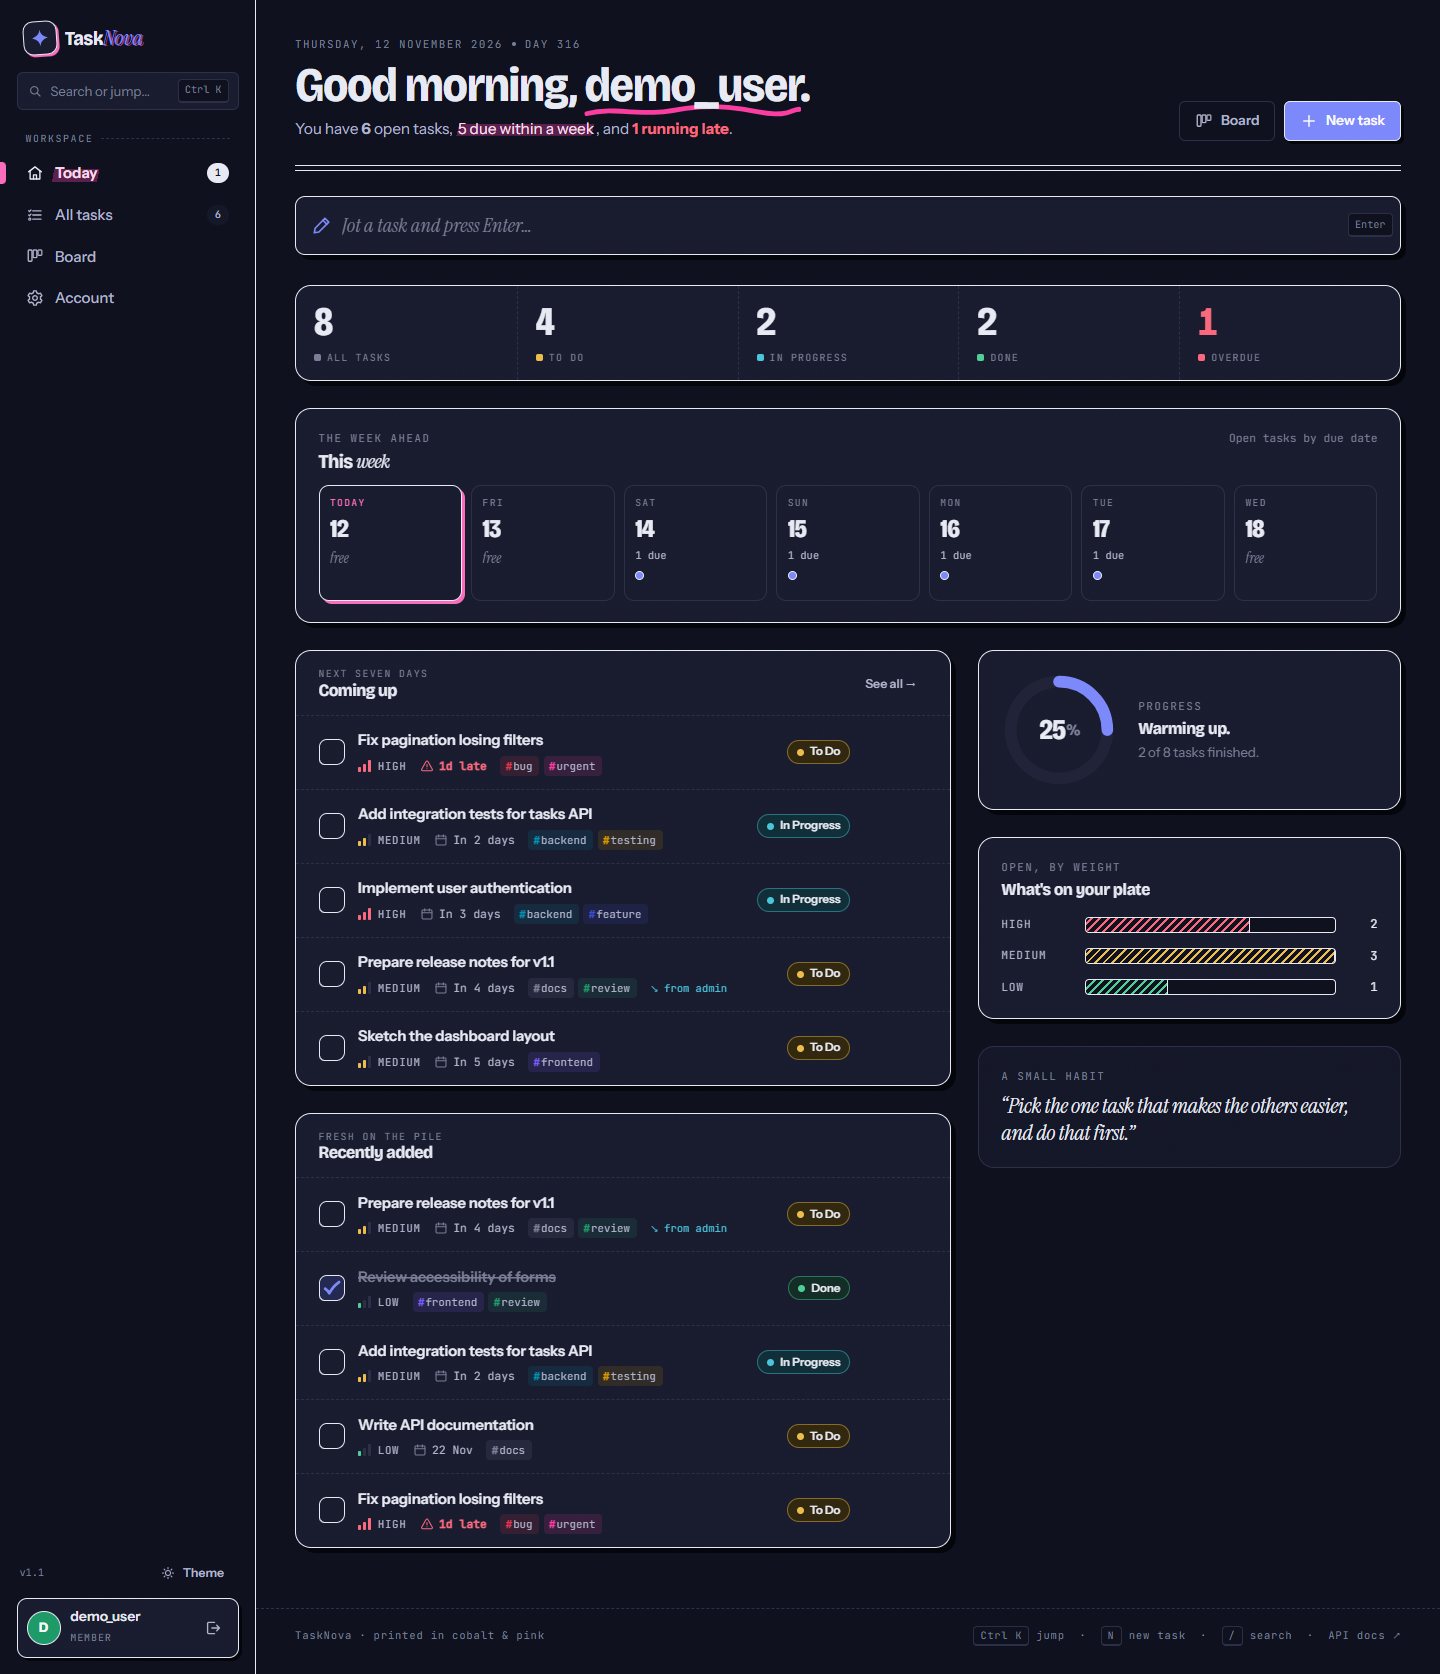 TaskNova
Search or jump... Ctrl K
WORKSPACE
Today 1
All tasks 6
Board
Account
v1.1 Theme
D demo_user
MEMBER
THURSDAY, 12 NOVEMBER 2026 • DAY 316
Good morning, demo_user.
You have 6 open tasks, 5 due within a week, and 1 running late.
Board
New task
Jot a task and press Enter... Enter
8 4 2 2 1
ALL TASKS TO DO IN PROGRESS DONE OVERDUE
THE WEEK AHEAD Open tasks by due date
This week
TODAY FRI SAT SUN MON TUE WED
12 13 14 15 16 17 18
free free 1 due 1 due 1 due 1 due free
NEXT SEVEN DAYS
Coming up See all →
Fix pagination losing filters To Do
HIGH 1d late #bug #urgent
Add integration tests for tasks API In Progress
MEDIUM In 2 days #backend #testing
Implement user authentication In Progress
HIGH In 3 days #backend #feature
Prepare release notes for v1.1 To Do
MEDIUM In 4 days #docs #review ↘ from admin
Sketch the dashboard layout To Do
MEDIUM In 5 days #frontend
FRESH ON THE PILE
Recently added
Prepare release notes for v1.1 To Do
MEDIUM In 4 days #docs #review ↘ from admin
Review accessibility of forms Done
LOW #frontend #review
Add integration tests for tasks API In Progress
MEDIUM In 2 days #backend #testing
Write API documentation To Do
LOW 22 Nov #docs
Fix pagination losing filters To Do
HIGH 1d late #bug #urgent
25%
PROGRESS
Warming up.
2 of 8 tasks finished.
OPEN, BY WEIGHT
What's on your plate
HIGH 2
MEDIUM 3
LOW 1
A SMALL HABIT
“Pick the one task that makes the others easier,
and do that first.”
TaskNova · printed in cobalt & pink
Ctrl K jump · N new task · / search · API docs ↗